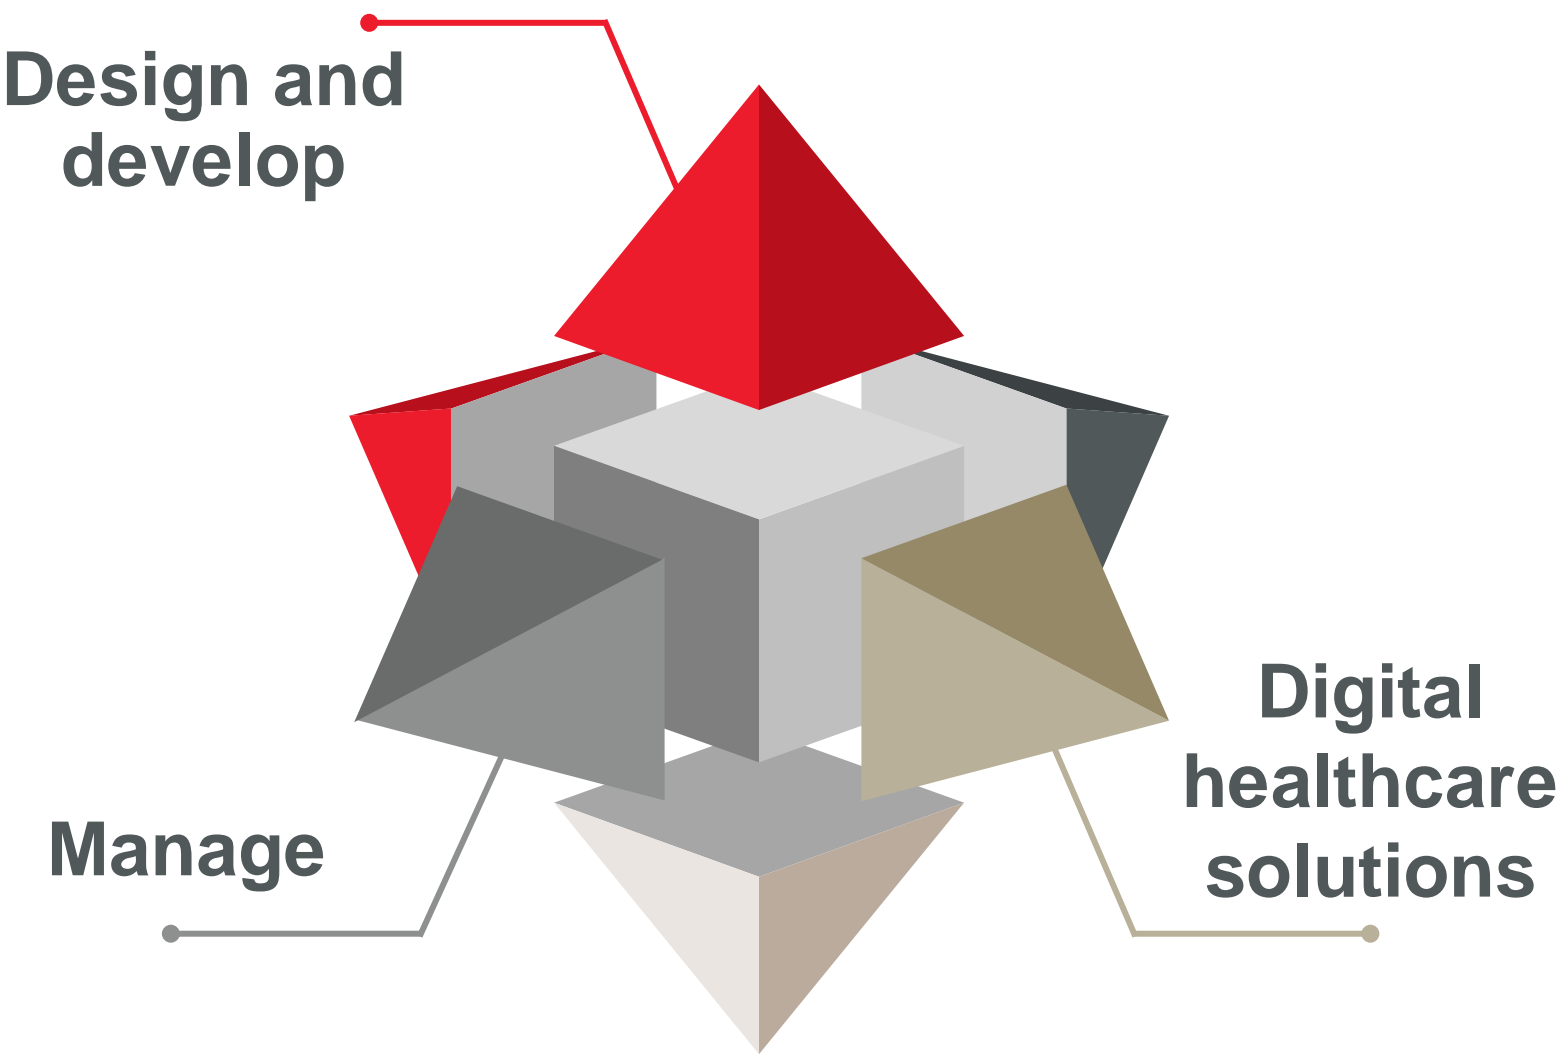 Design and
develop
Manage
Digital
healthcare
solutions